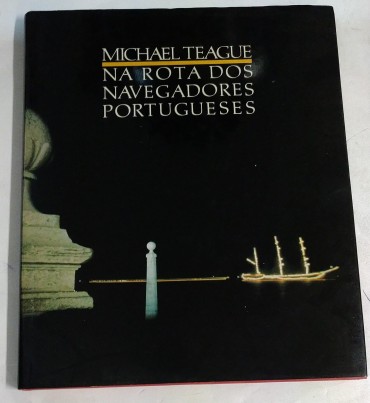 MICHAEL TEAGUE
NA ROTA DOS
NAVEGADORES
PORTUGUESES